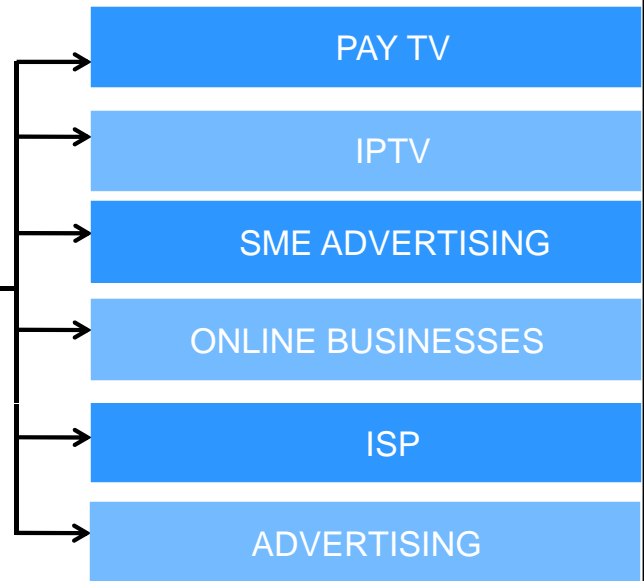 PAY TV
IPTV
SME ADVERTISING
ONLINE BUSINESSES
ISP
ADVERTISING